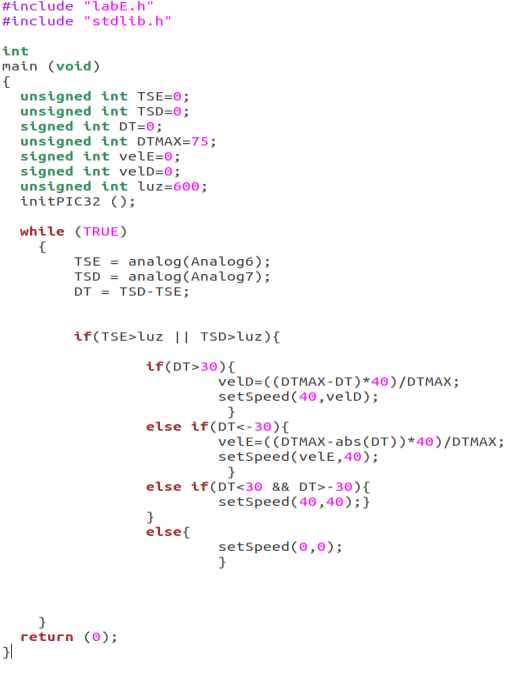 #include "labE.h"
#include "stdlib.h"

int
main (void)
{
  unsigned int TSE=0;
  unsigned int TSD=0;
  signed int DT=0;
  unsigned int DTMAX=75;
  signed int velE=0;
  signed int velD=0;
  unsigned int luz=600;
  initPIC32 ();

  while (TRUE)
    {
        TSE = analog(Analog6);
        TSD = analog(Analog7);
        DT = TSD-TSE;


        if(TSE>luz || TSD>luz){

                if(DT>30){
                        velD=((DTMAX-DT)*40)/DTMAX;
                        setSpeed(40,velD);
                         }
                else if(DT<-30){
                        velE=((DTMAX-abs(DT))*40)/DTMAX;
                        setSpeed(velE,40);
                         }
                else if(DT<30 && DT>-30){
                        setSpeed(40,40);}
                }
                else{
                        setSpeed(0,0);
                        }




    }
  return (0);
}